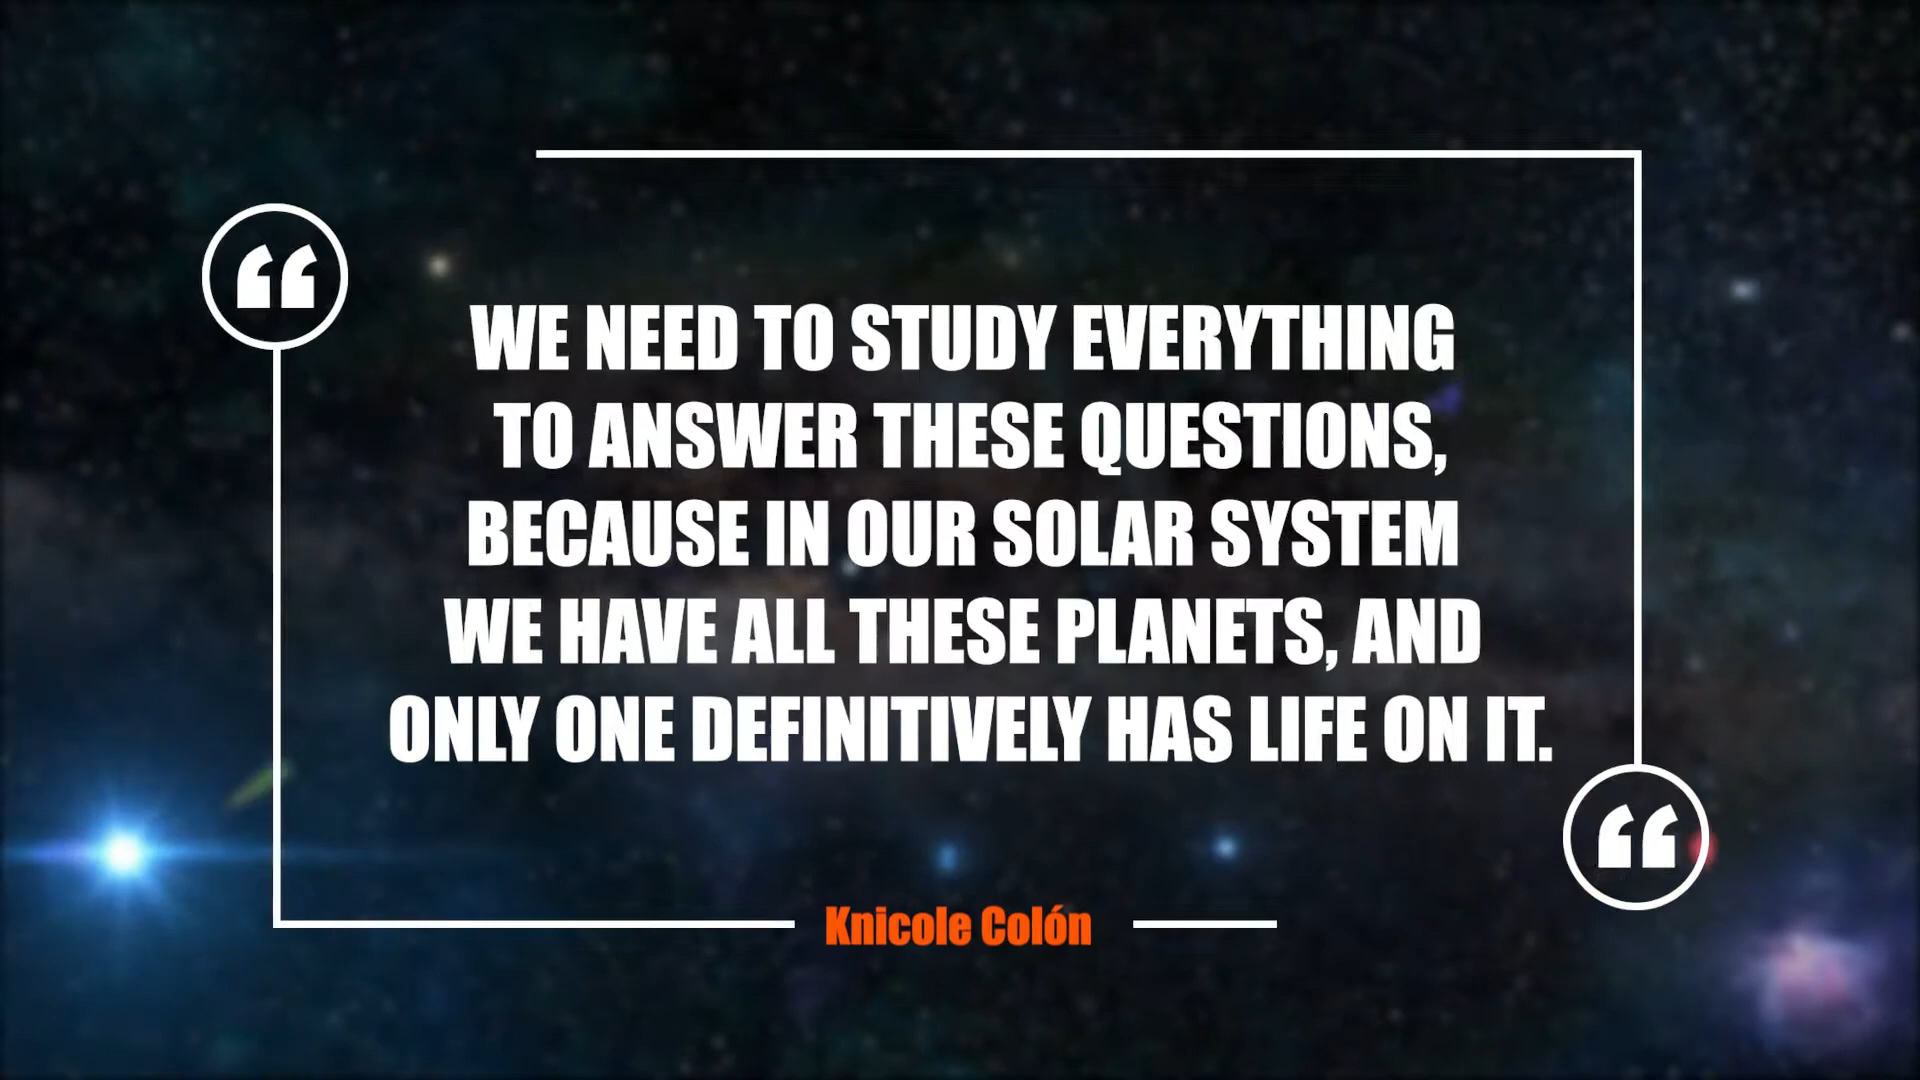 WE NEED TO STUDY EVERYTHING
TO ANSWER THESE QUESTIONS,
BECAUSE IN OUR SOLAR SYSTEM
WE HAVE ALL THESE PLANETS, AND
ONLY ONE DEFINITIVELY HAS LIFE ON IT.
Knicole Colón